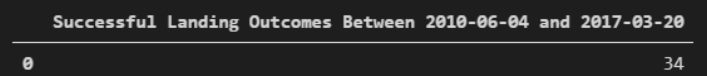 Successful Landing Outcomes Between 2010-06-04 and 2017-03-20
0 34